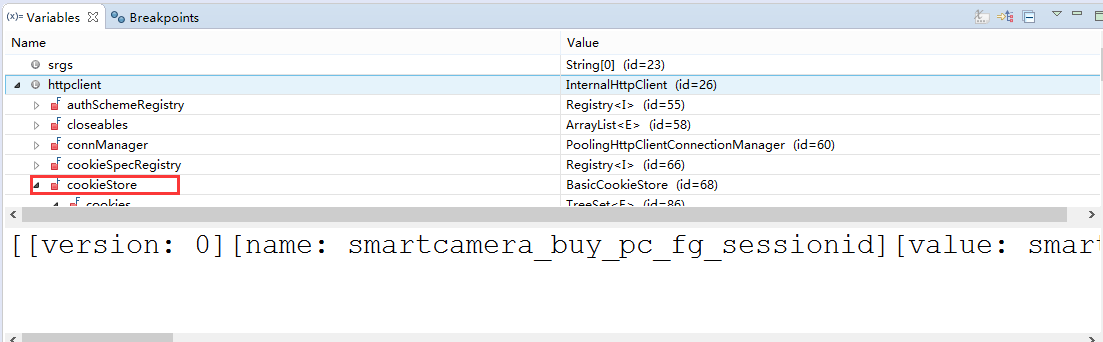 (x)= Variables Breakpoints
Name Value
srgs String[0] (id=23)
httpclient InternalHttpClient (id=26)
authSchemeRegistry Registry<I> (id=55)
closeables ArrayList<E> (id=58)
connManager PoolingHttpClientConnectionManager (id=60)
cookieSpecRegistry Registry<I> (id=66)
cookieStore BasicCookieStore (id=68)
cookies TreeSet<E> (id=86)
[[version: 0][name: smartcamera_buy_pc_fg_sessionid][value: smart